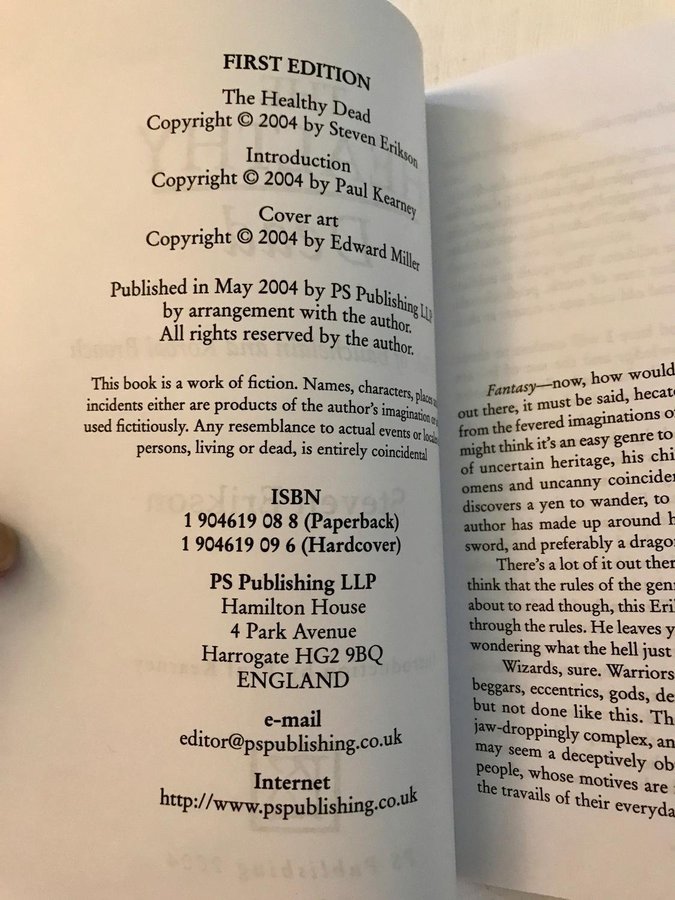 FIRST EDITION
The Healthy Dead
Copyright © 2004 by Steven Erikson
Introduction
Copyright © 2004 by Paul Kearney
Cover art
Copyright © 2004 by Edward Miller
Published in May 2004 by PS Publishing LLP
by arrangement with the author.
All rights reserved by the author.
This book is a work of fiction. Names, characters, places
incidents either are products of the author's imagination or
used fictitiously. Any resemblance to actual events or
persons, living or dead, is entirely coincidental
ISBN
1 904619 08 8 (Paperback)
1 904619 09 6 (Hardcover)
PS Publishing LLP
Hamilton House
4 Park Avenue
Harrogate HG2 9BQ
ENGLAND
e-mail
editor@pspublishing.co.uk
Internet
http://www.pspublishing.co.uk
Fantasy—now, how would
out there, it must be said,
from the fevered imaginations
might think it's an easy genre to
of uncertain heritage, his
omens and uncanny
discovers a yen to wander, to
author has made up around
sword, and preferably a
There's a lot of it out
think that the rules of the
about to read though, this
through the rules. He leaves
wondering what the hell just
Wizards, sure. Warriors
beggars, eccentrics, gods,
but not done like this.
jaw-droppingly complex,
may seem a deceptively
people, whose motives are
the travails of their